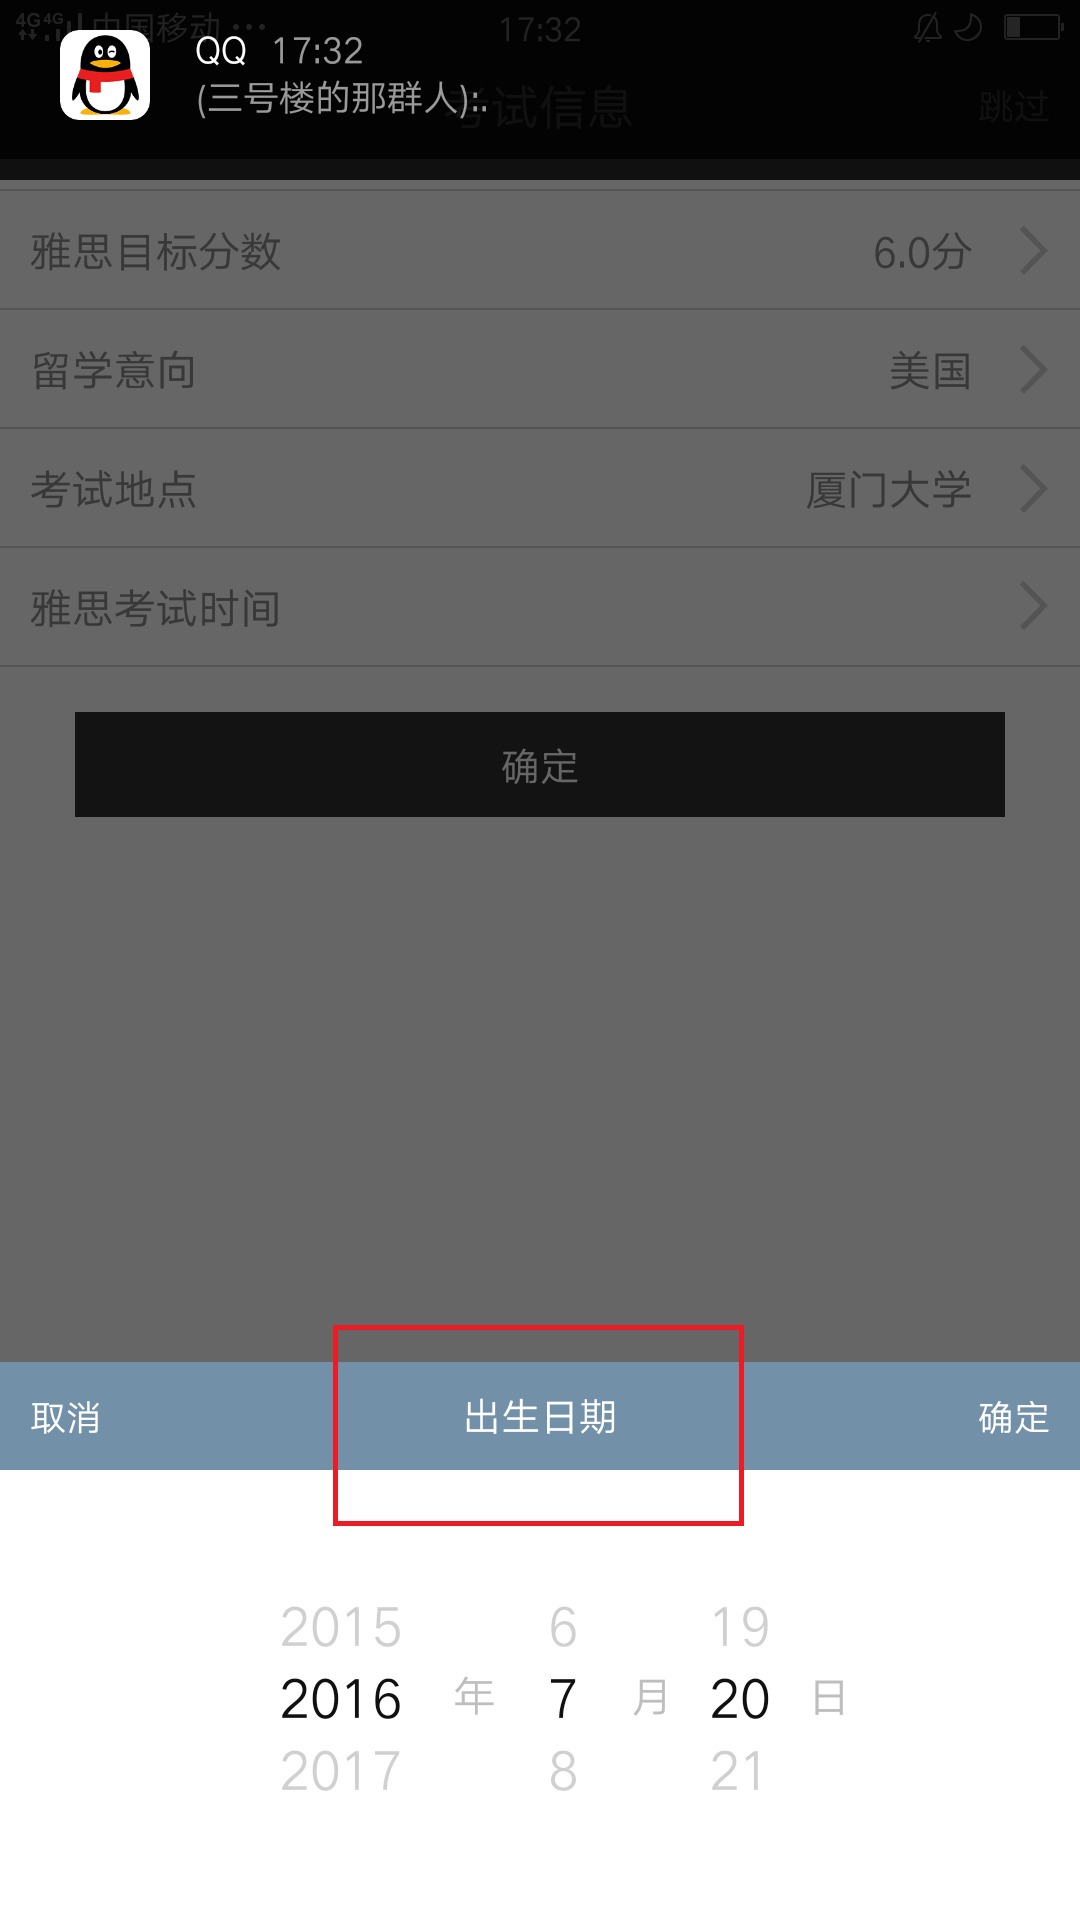 4G 4G 中国移动 ··· 17:32
QQ 17:32
(三号楼的那群人):.
考试信息 跳过
雅思目标分数 6.0分
留学意向 美国
考试地点 厦门大学
雅思考试时间
确定
取消 出生日期 确定
2015 6 19
2016 年 7 月 20 日
2017 8 21